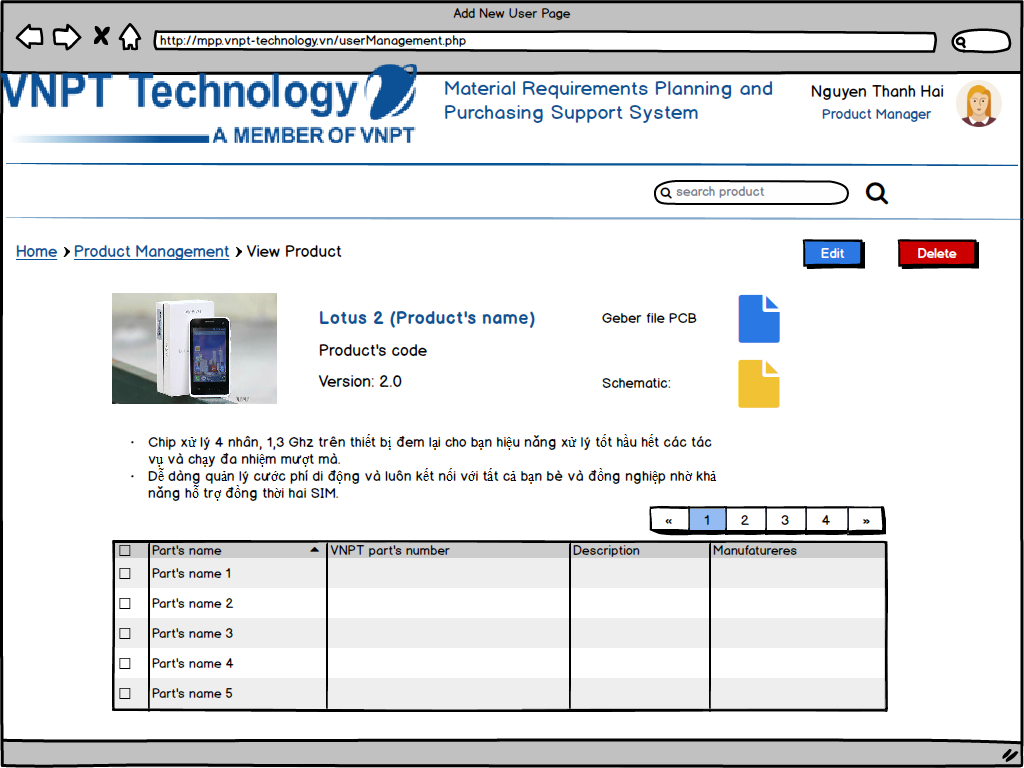 Add New User Page
http://mpp.vnpt-technology.vn/userManagement.php
VNPT Technology
A MEMBER OF VNPT
Material Requirements Planning and
Purchasing Support System
Nguyen Thanh Hai
Product Manager
search product
Home > Product Management > View Product
Edit
Delete
Lotus 2 (Product's name)
Geber file PCB
Product's code
Version: 2.0
Schematic:
· Chip xử lý 4 nhân, 1,3 Ghz trên thiết bị đem lại cho bạn hiệu năng xử lý tốt hầu hết các tác
vụ và chạy đa nhiệm mượt mà.
· Dễ dàng quản lý cước phí di động và luôn kết nối với tất cả bạn bè và đồng nghiệp nhờ khả
năng hỗ trợ đồng thời hai SIM.
« 1 2 3 4 »
Part's name VNPT part's number Description Manufatureres
Part's name 1
Part's name 2
Part's name 3
Part's name 4
Part's name 5